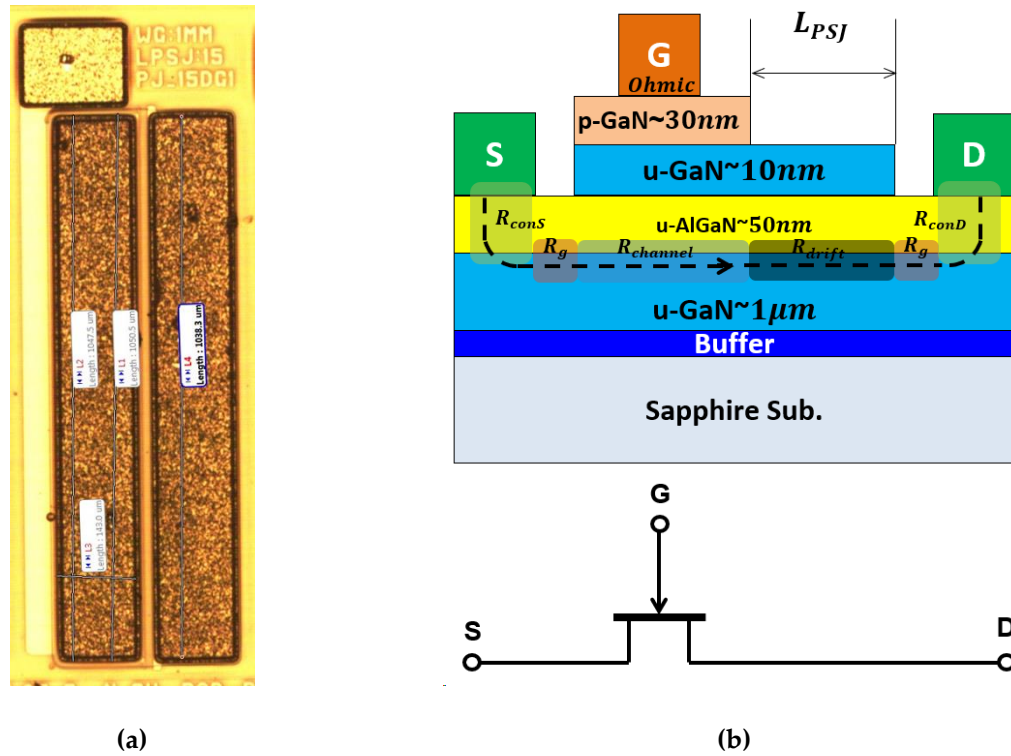 WG:1MM
LPSJ:15
PJ-15DG1
L2
Length : 1047.5 um
L1
Length : 1050.5 um
L4
Length : 1038.3 um
L3
Length : 143.0 um
(a)
L_PSJ
G
Ohmic
p-GaN~30nm
S
D
u-GaN~10nm
R_conS
u-AlGaN~50nm
R_conD
R_g
R_channel
R_drift
R_g
u-GaN~1μm
Buffer
Sapphire Sub.
G
S
D
(b)